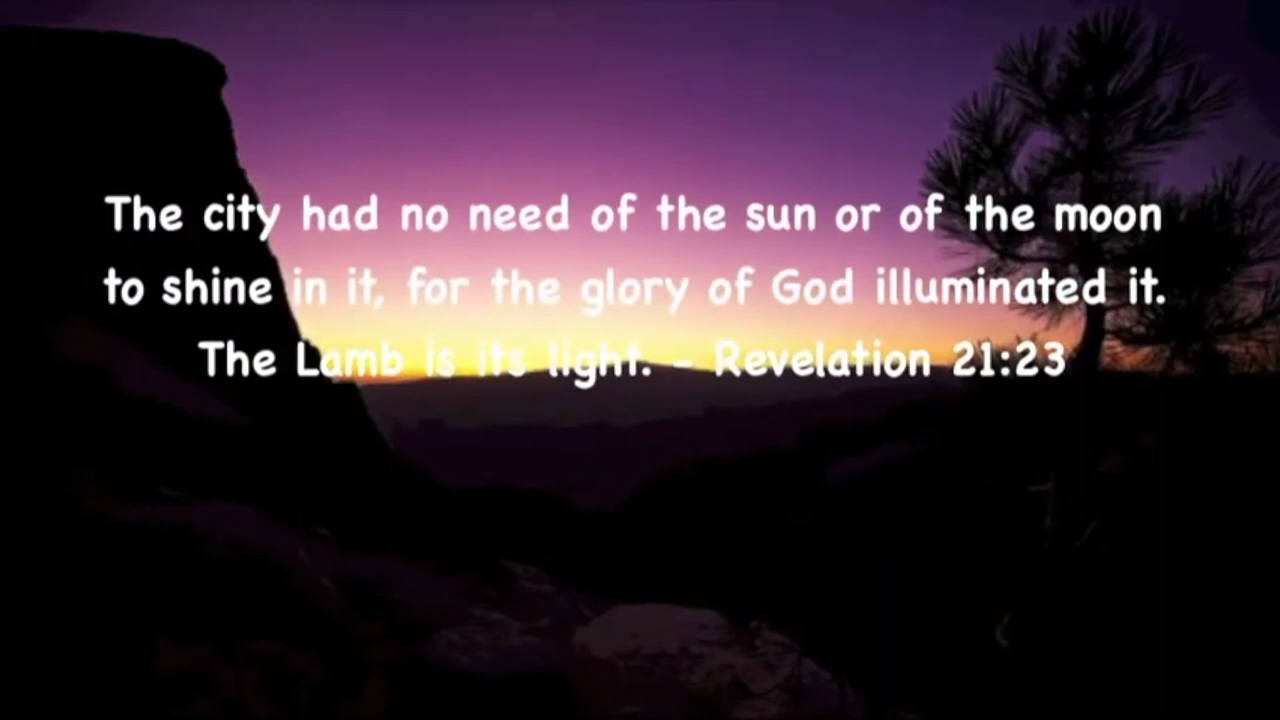 The city had no need of the sun or of the moon
to shine in it, for the glory of God illuminated it.
The Lamb is its light. - Revelation 21:23